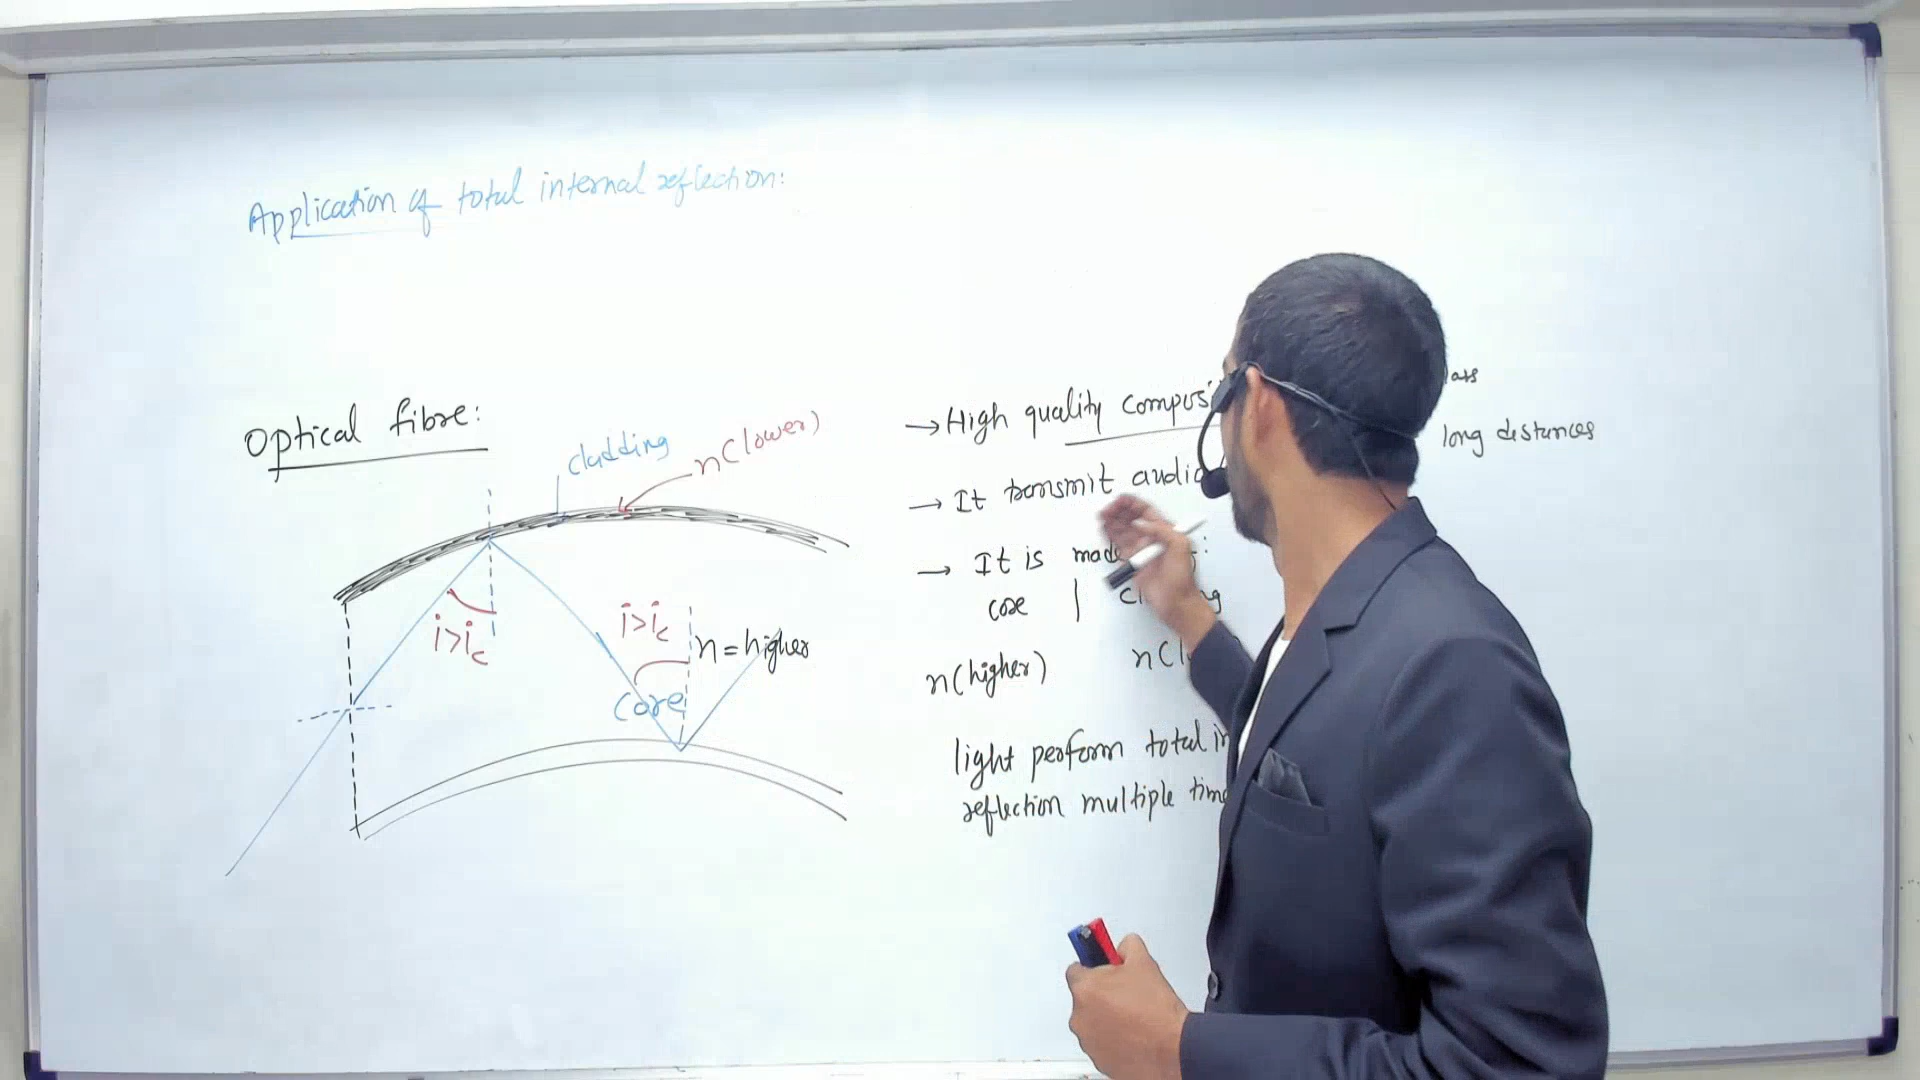 Application of total internal reflection:
Optical fibre:
cladding
n(lower)
i>ic
i>ic
n=higher
core
→ High quality
long distances
→ It transmit
→ It is
core | 
n(higher)
light perform total
reflection multiple